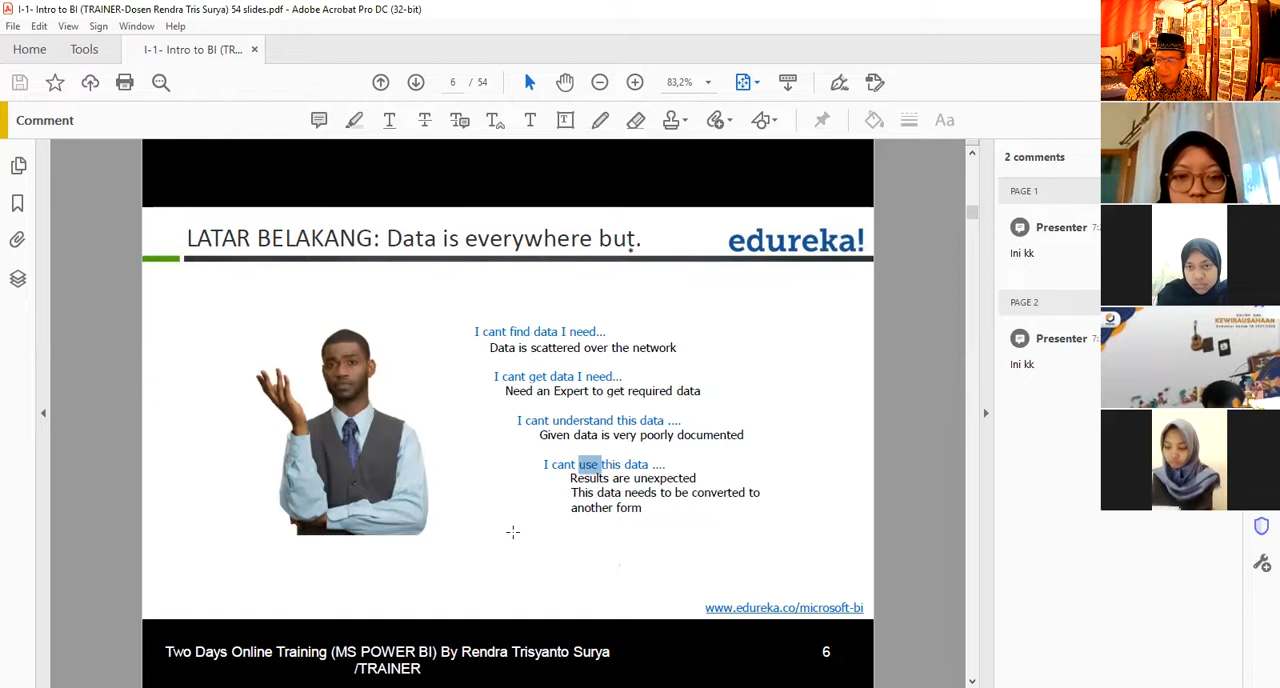 I-1- Intro to BI (TRAINER-Dosen Rendra Tris Surya) 54 slides.pdf - Adobe Acrobat Pro DC (32-bit)
File Edit View Sign Window Help
Home Tools I-1- Intro to BI (TR...
6 / 54 83,2%
Comment
Aa
2 comments
PAGE 1
Presenter 7:
Ini kk
PAGE 2
Presenter 7:
Ini kk
LATAR BELAKANG: Data is everywhere but.
edureka!
I cant find data I need...
Data is scattered over the network
I cant get data I need...
Need an Expert to get required data
I cant understand this data ....
Given data is very poorly documented
I cant use this data ....
Results are unexpected
This data needs to be converted to
another form
www.edureka.co/microsoft-bi
Two Days Online Training (MS POWER BI) By Rendra Trisyanto Surya
/TRAINER
6
KEWIRAUSAHAAN